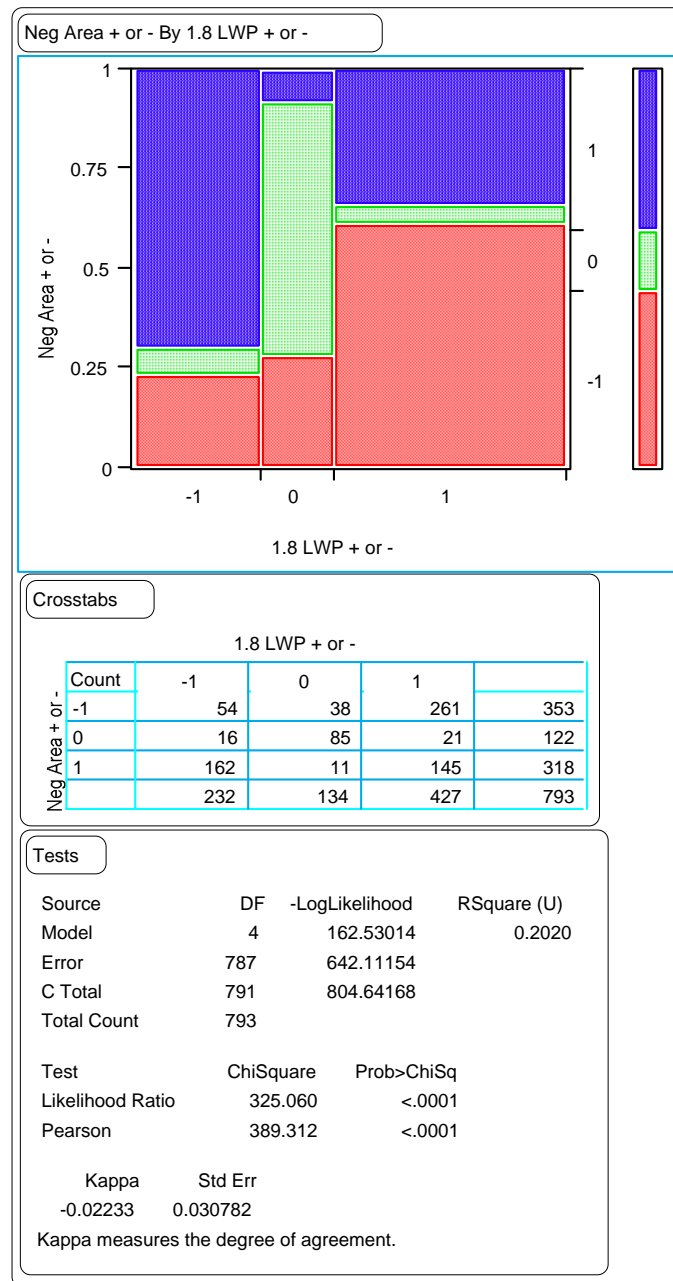 Neg Area + or - By 1.8 LWP + or -
1
0.75
0.5
0.25
0
Neg Area + or -
1
0
-1
-1 0 1
1.8 LWP + or -
Crosstabs
1.8 LWP + or -
Neg Area + or -
Count -1 0 1
-1 54 38 261 353
0 16 85 21 122
1 162 11 145 318
232 134 427 793
Tests
Source DF -LogLikelihood RSquare (U)
Model 4 162.53014 0.2020
Error 787 642.11154
C Total 791 804.64168
Total Count 793
Test ChiSquare Prob>ChiSq
Likelihood Ratio 325.060 <.0001
Pearson 389.312 <.0001
Kappa Std Err
-0.02233 0.030782
Kappa measures the degree of agreement.